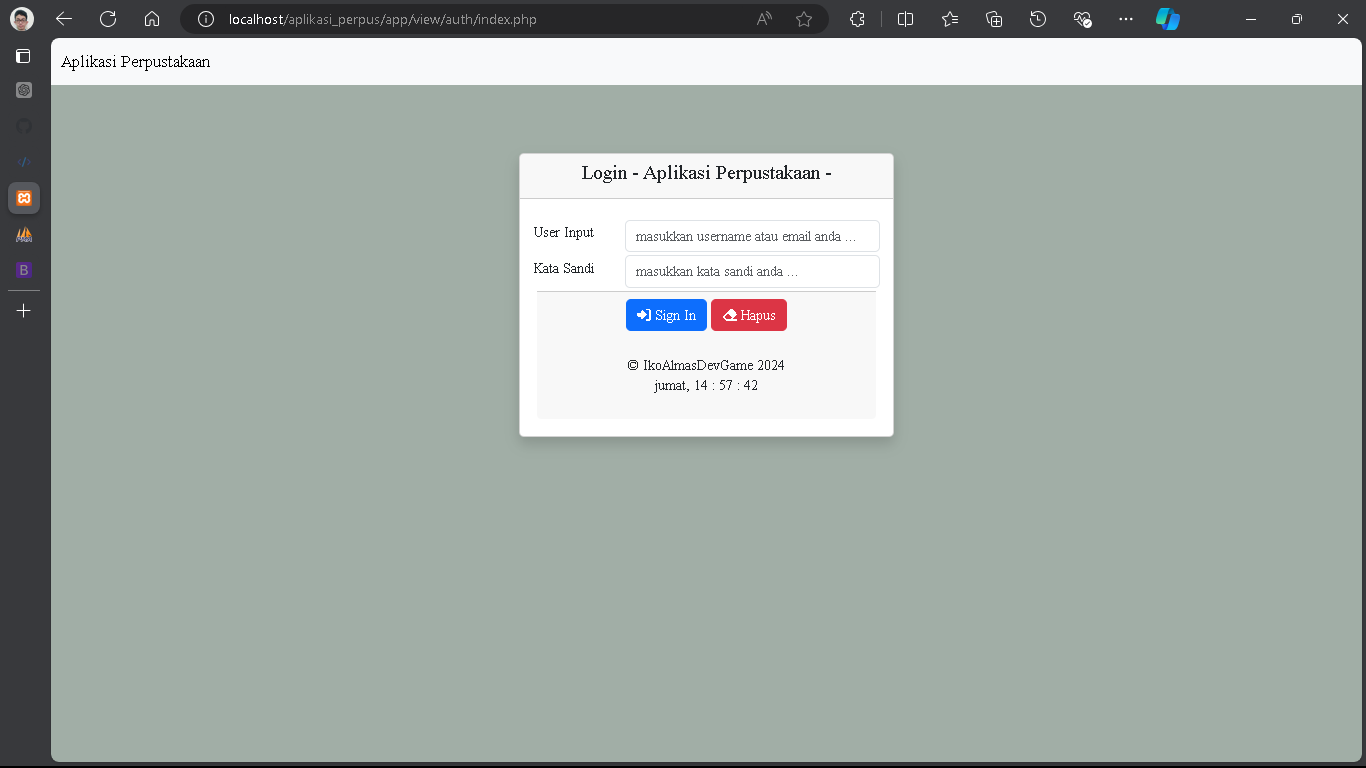 localhost/aplikasi_perpus/app/view/auth/index.php
Aplikasi Perpustakaan
Login - Aplikasi Perpustakaan -
User Input
masukkan username atau email anda ...
Kata Sandi
masukkan kata sandi anda ...
Sign In
Hapus
© IkoAlmasDevGame 2024
jumat, 14 : 57 : 42